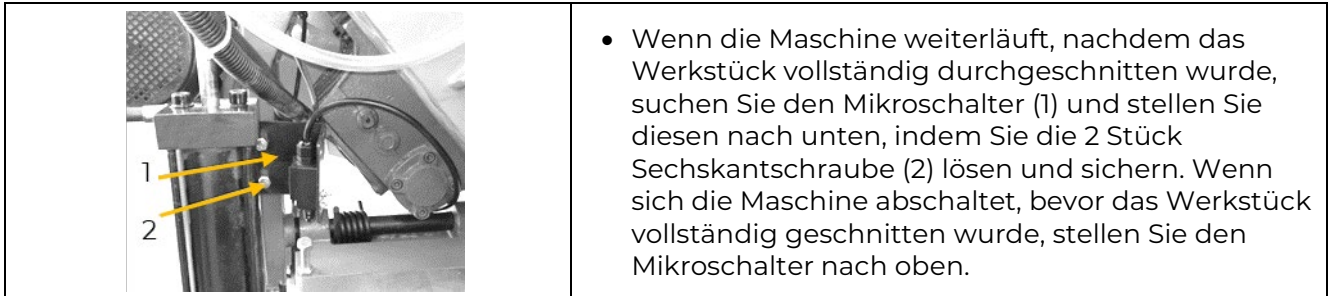 1
2
• Wenn die Maschine weiterläuft, nachdem das
Werkstück vollständig durchgeschnitten wurde,
suchen Sie den Mikroschalter (1) und stellen Sie
diesen nach unten, indem Sie die 2 Stück
Sechskantschraube (2) lösen und sichern. Wenn
sich die Maschine abschaltet, bevor das Werkstück
vollständig geschnitten wurde, stellen Sie den
Mikroschalter nach oben.